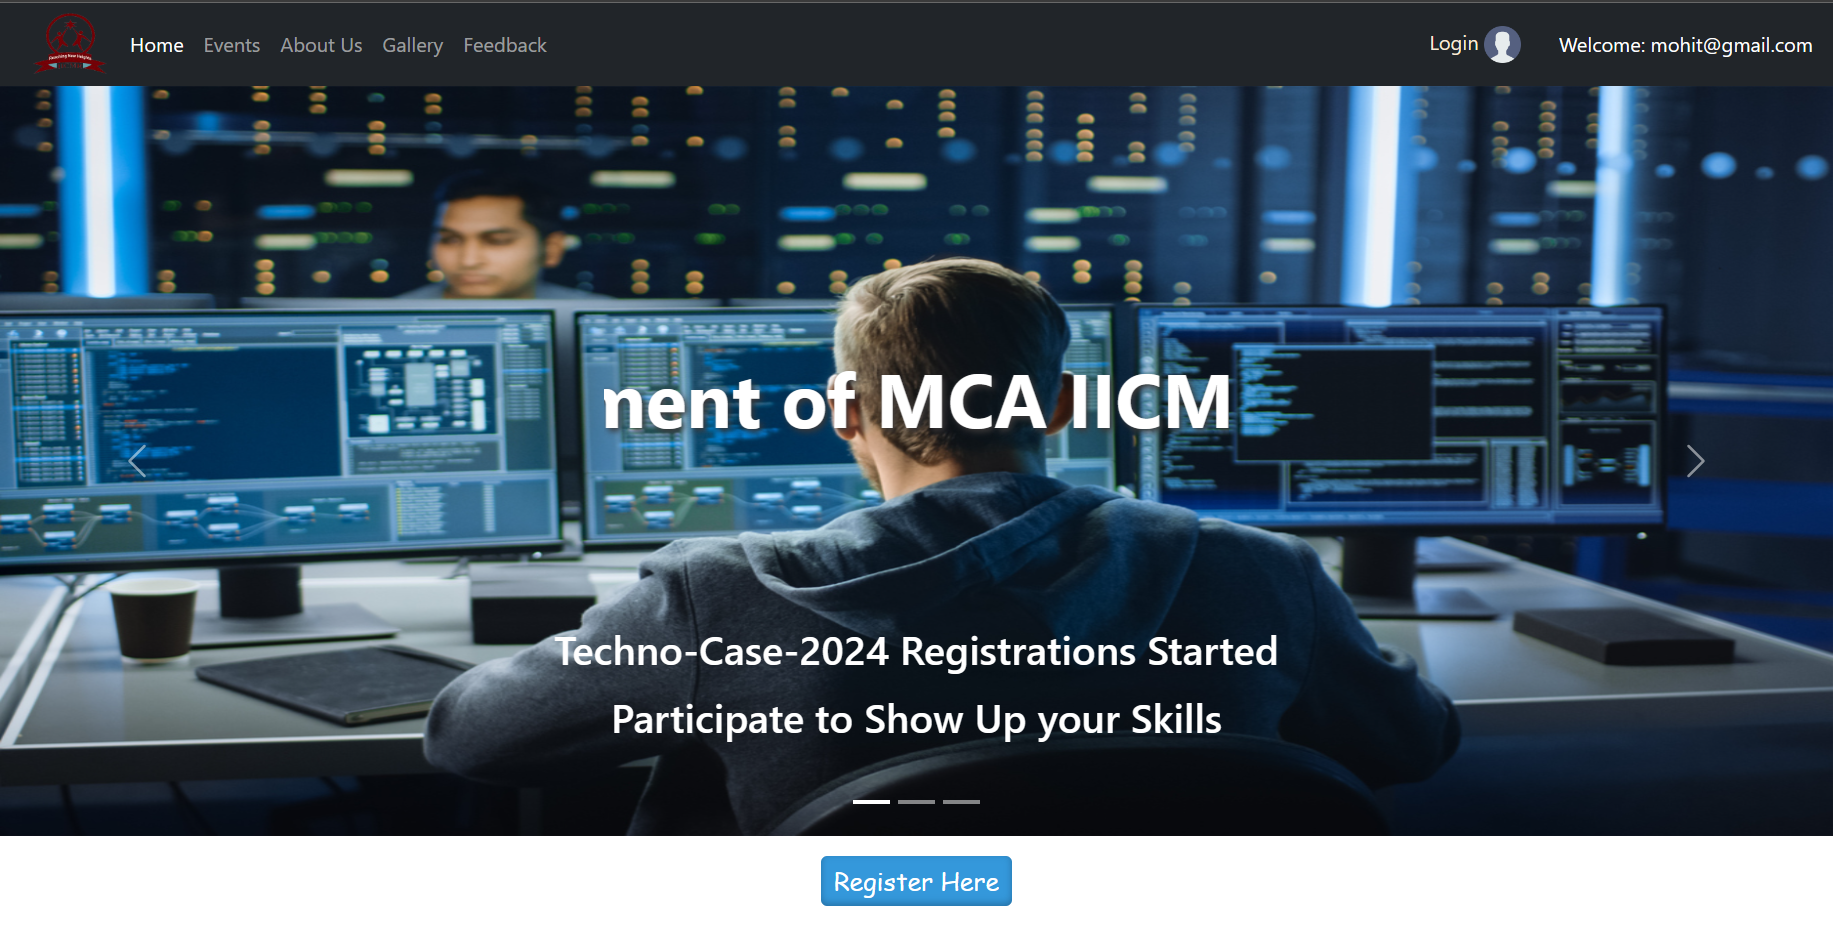 Home Events About Us Gallery Feedback
Login
Welcome: mohit@gmail.com
nent of MCA IICM
Techno-Case-2024 Registrations Started
Participate to Show Up your Skills
Register Here